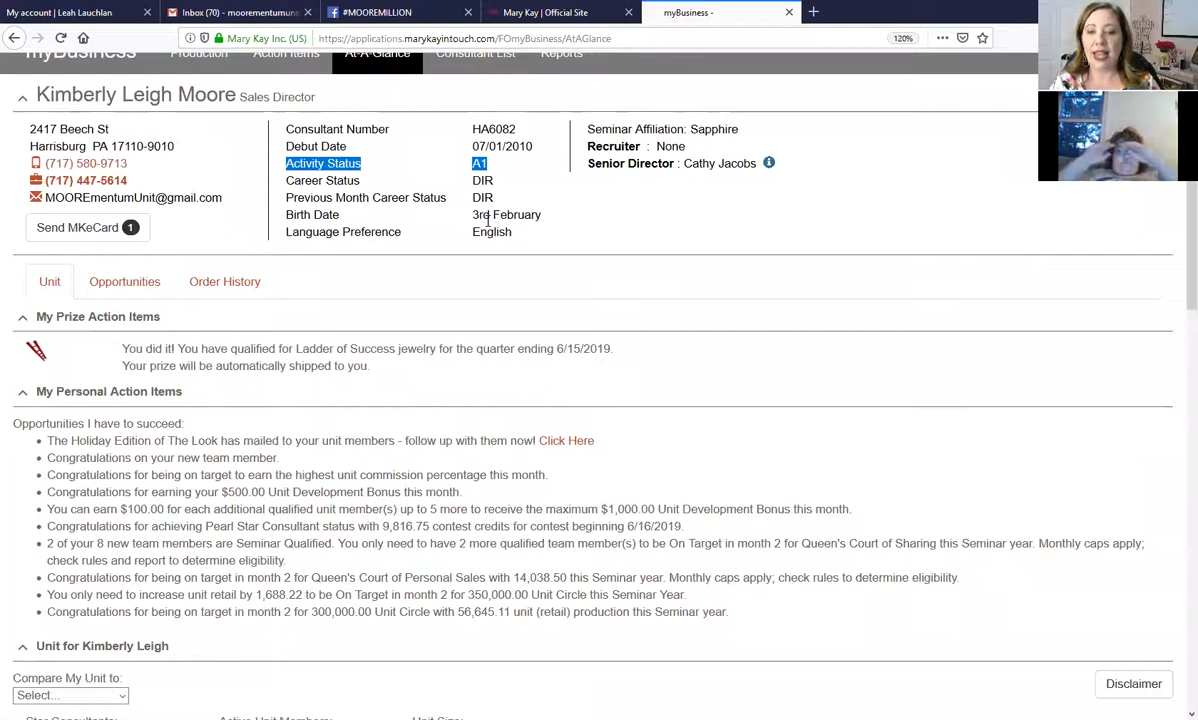 My account | Leah Lauchlan
Inbox (70) - moorementumuni
#MOOREMILLION
Mary Kay | Official Site
myBusiness -
Mary Kay Inc. (US)
https://applications.marykayintouch.com/FOmyBusiness/AtAGlance
120%
myBusiness
Production
Action Items
At-A-Glance
Consultant List
Reports
Kimberly Leigh Moore Sales Director
2417 Beech St
Harrisburg PA 17110-9010
(717) 580-9713
(717) 447-5614
MOOREmentumUnit@gmail.com
Send MKeCard 1
Consultant Number HA6082
Debut Date 07/01/2010
Activity Status A1
Career Status DIR
Previous Month Career Status DIR
Birth Date 3rd February
Language Preference English
Seminar Affiliation: Sapphire
Recruiter : None
Senior Director : Cathy Jacobs
Unit
Opportunities
Order History
My Prize Action Items
You did it! You have qualified for Ladder of Success jewelry for the quarter ending 6/15/2019.
Your prize will be automatically shipped to you.
My Personal Action Items
Opportunities I have to succeed:
• The Holiday Edition of The Look has mailed to your unit members - follow up with them now! Click Here
• Congratulations on your new team member.
• Congratulations for being on target to earn the highest unit commission percentage this month.
• Congratulations for earning your $500.00 Unit Development Bonus this month.
• You can earn $100.00 for each additional qualified unit member(s) up to 5 more to receive the maximum $1,000.00 Unit Development Bonus this month.
• Congratulations for achieving Pearl Star Consultant status with 9,816.75 contest credits for contest beginning 6/16/2019.
• 2 of your 8 new team members are Seminar Qualified. You only need to have 2 more qualified team member(s) to be On Target in month 2 for Queen's Court of Sharing this Seminar year. Monthly caps apply;
check rules and report to determine eligibility.
• Congratulations for being on target in month 2 for Queen's Court of Personal Sales with 14,038.50 this Seminar year. Monthly caps apply; check rules to determine eligibility.
• You only need to increase unit retail by 1,688.22 to be On Target in month 2 for 350,000.00 Unit Circle this Seminar Year.
• Congratulations for being on target in month 2 for 300,000.00 Unit Circle with 56,645.11 unit (retail) production this Seminar year.
Unit for Kimberly Leigh
Compare My Unit to:
Select...
Disclaimer
Star Consultants:
Active Unit Members:
Unit Size: